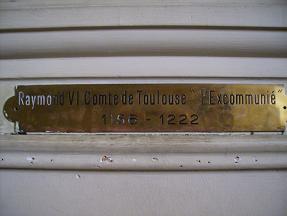 Raymond VI Comte de Toulouse "L'Excommunié"
1156 - 1222